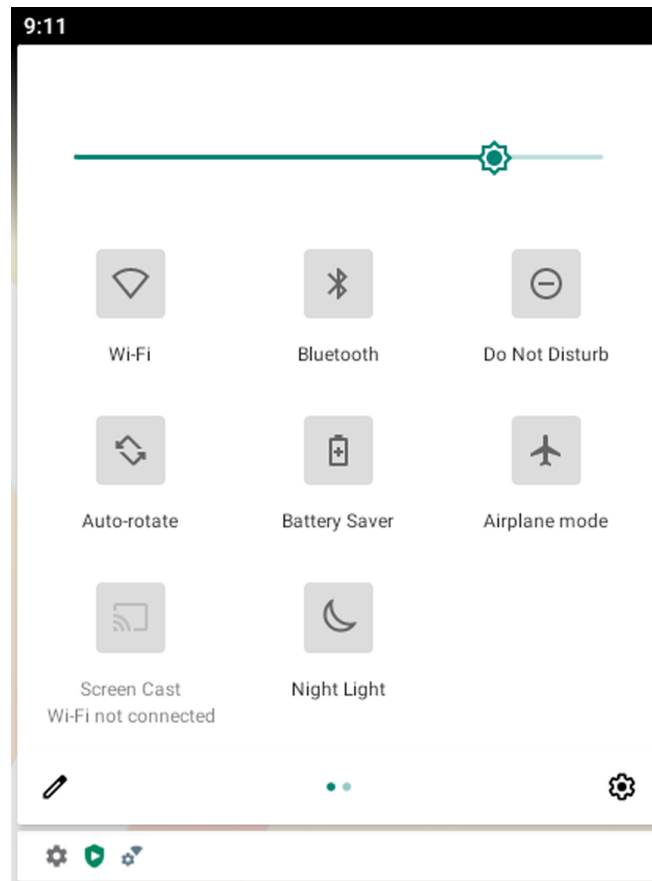 9:11
Wi-Fi
Bluetooth
Do Not Disturb
Auto-rotate
Battery Saver
Airplane mode
Screen Cast
Wi-Fi not connected
Night Light